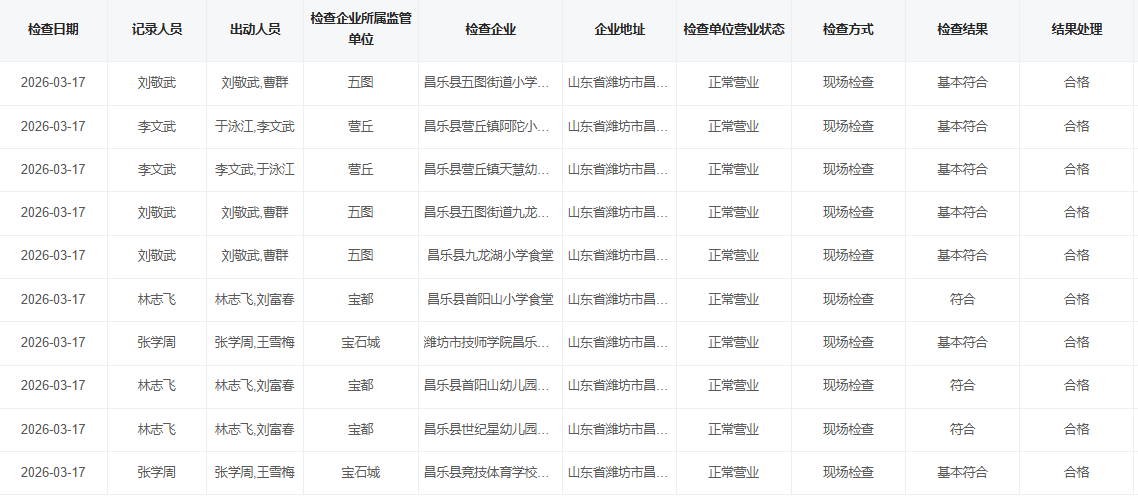 检查日期 记录人员 出动人员 检查企业所属监管单位 检查企业 企业地址 检查单位营业状态 检查方式 检查结果 结果处理
2026-03-17 刘敬武 刘敬武,曹群 五图 昌乐县五图街道小学... 山东省潍坊市昌... 正常营业 现场检查 基本符合 合格
2026-03-17 李文武 于泳江,李文武 营丘 昌乐县营丘镇阿陀小... 山东省潍坊市昌... 正常营业 现场检查 基本符合 合格
2026-03-17 李文武 李文武,于泳江 营丘 昌乐县营丘镇天慧幼... 山东省潍坊市昌... 正常营业 现场检查 基本符合 合格
2026-03-17 刘敬武 刘敬武,曹群 五图 昌乐县五图街道九龙... 山东省潍坊市昌... 正常营业 现场检查 基本符合 合格
2026-03-17 刘敬武 刘敬武,曹群 五图 昌乐县九龙湖小学食堂 山东省潍坊市昌... 正常营业 现场检查 基本符合 合格
2026-03-17 林志飞 林志飞,刘富春 宝都 昌乐县首阳山小学食堂 山东省潍坊市昌... 正常营业 现场检查 符合 合格
2026-03-17 张学周 张学周,王雪梅 宝石城 潍坊市技师学院昌乐... 山东省潍坊市昌... 正常营业 现场检查 基本符合 合格
2026-03-17 林志飞 林志飞,刘富春 宝都 昌乐县首阳山幼儿园... 山东省潍坊市昌... 正常营业 现场检查 符合 合格
2026-03-17 林志飞 林志飞,刘富春 宝都 昌乐县世纪星幼儿园... 山东省潍坊市昌... 正常营业 现场检查 符合 合格
2026-03-17 张学周 张学周,王雪梅 宝石城 昌乐县竞技体育学校... 山东省潍坊市昌... 正常营业 现场检查 基本符合 合格